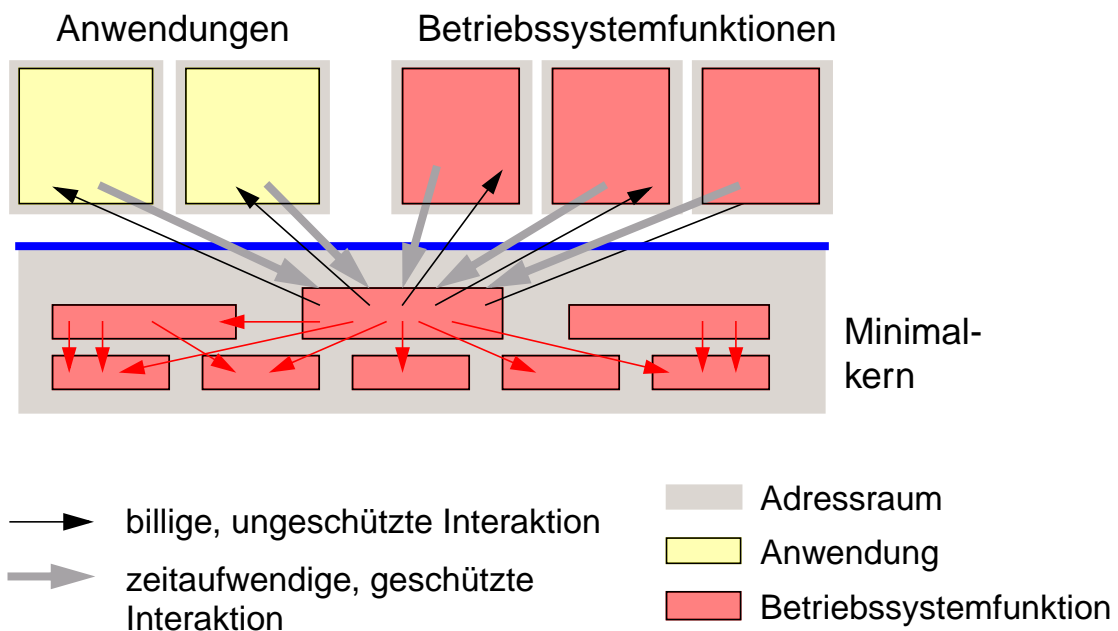 Anwendungen
Betriebssystemfunktionen
Minimal-
kern
billige, ungeschützte Interaktion
zeitaufwendige, geschützte
Interaktion
Adressraum
Anwendung
Betriebssystemfunktion